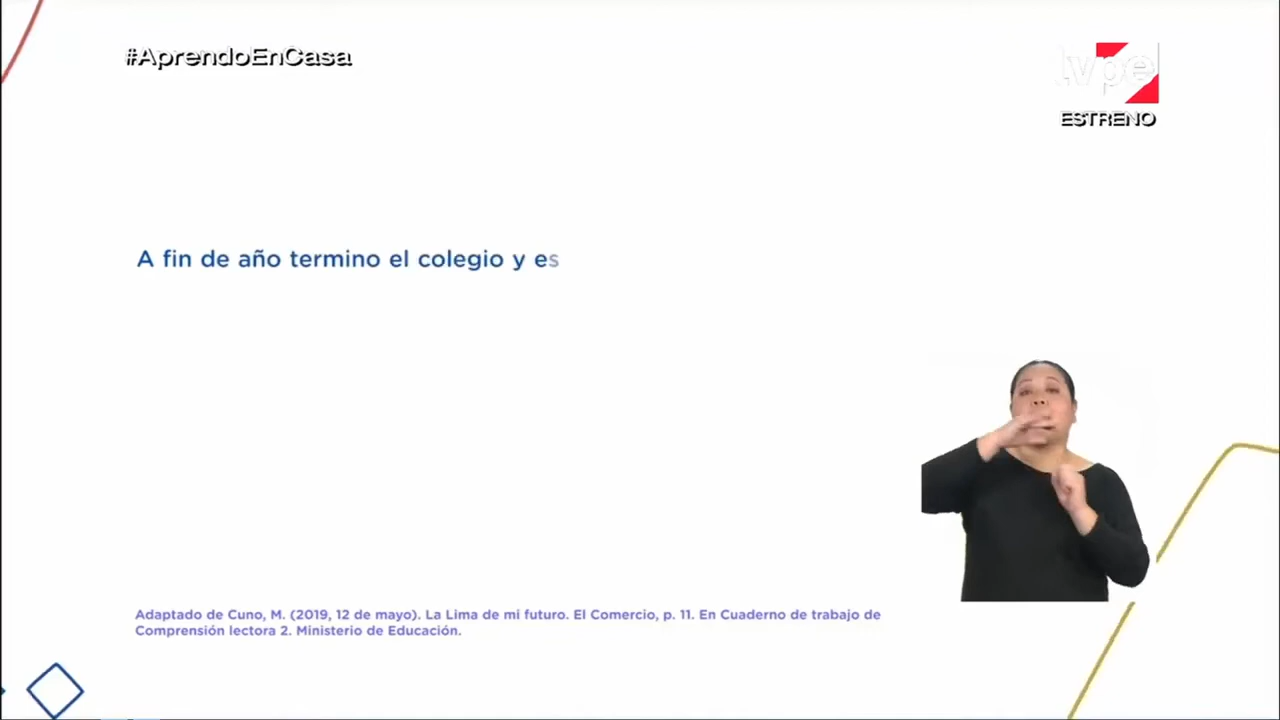 #AprendoEnCasa
tvpe
ESTRENO
A fin de año termino el colegio y es
Adaptado de Cuno, M. (2019, 12 de mayo). La Lima de mi futuro. El Comercio, p. 11. En Cuaderno de trabajo de
Comprensión lectora 2. Ministerio de Educación.